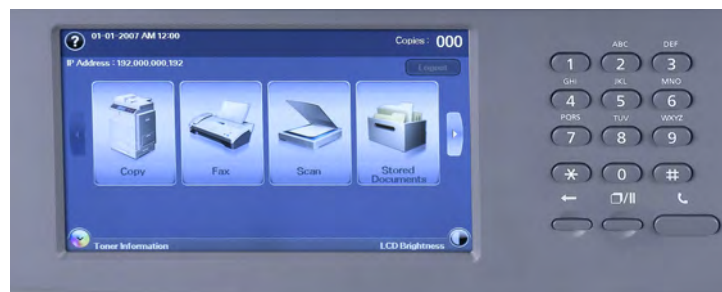 ? 01-01-2007 AM 12:00 Copies : 000
IP Address : 192,000,000,192 Logout
Copy Fax Scan Stored
Documents
Toner Information LCD Brightness
ABC DEF
1 2 3
GHI JKL MNO
4 5 6
PQRS TUV WXYZ
7 8 9
* 0 #